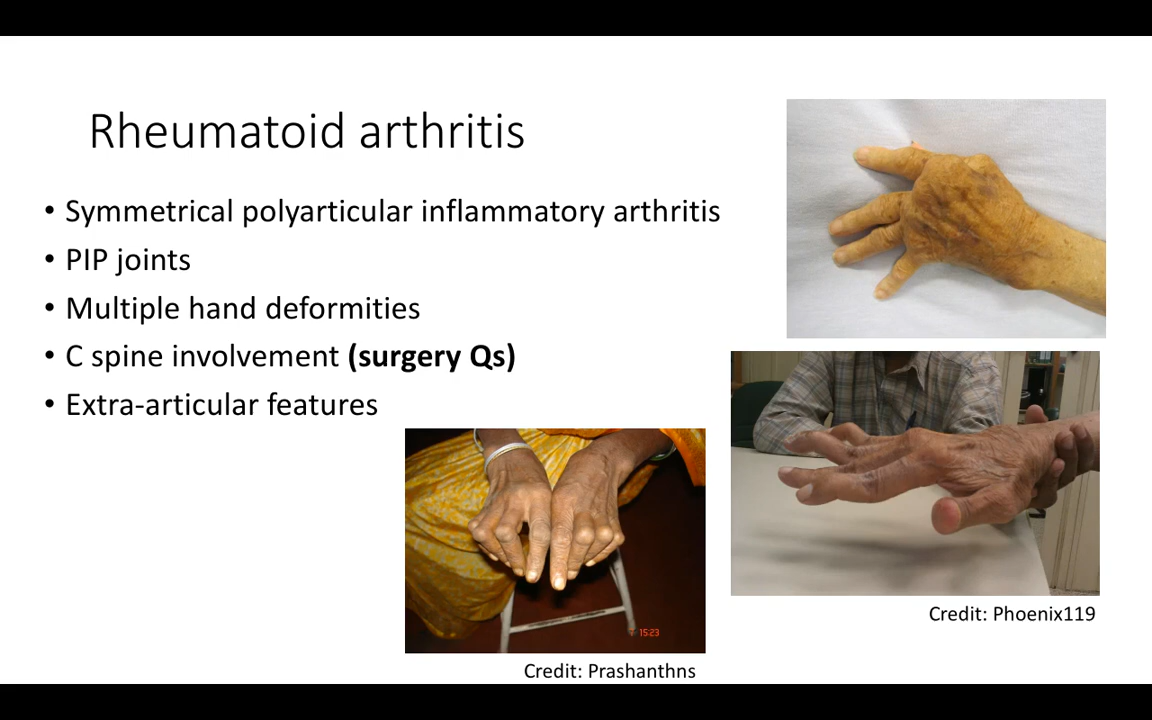 Rheumatoid arthritis
• Symmetrical polyarticular inflammatory arthritis
• PIP joints
• Multiple hand deformities
• C spine involvement (surgery Qs)
• Extra-articular features
15:23
Credit: Phoenix119
Credit: Prashanthns